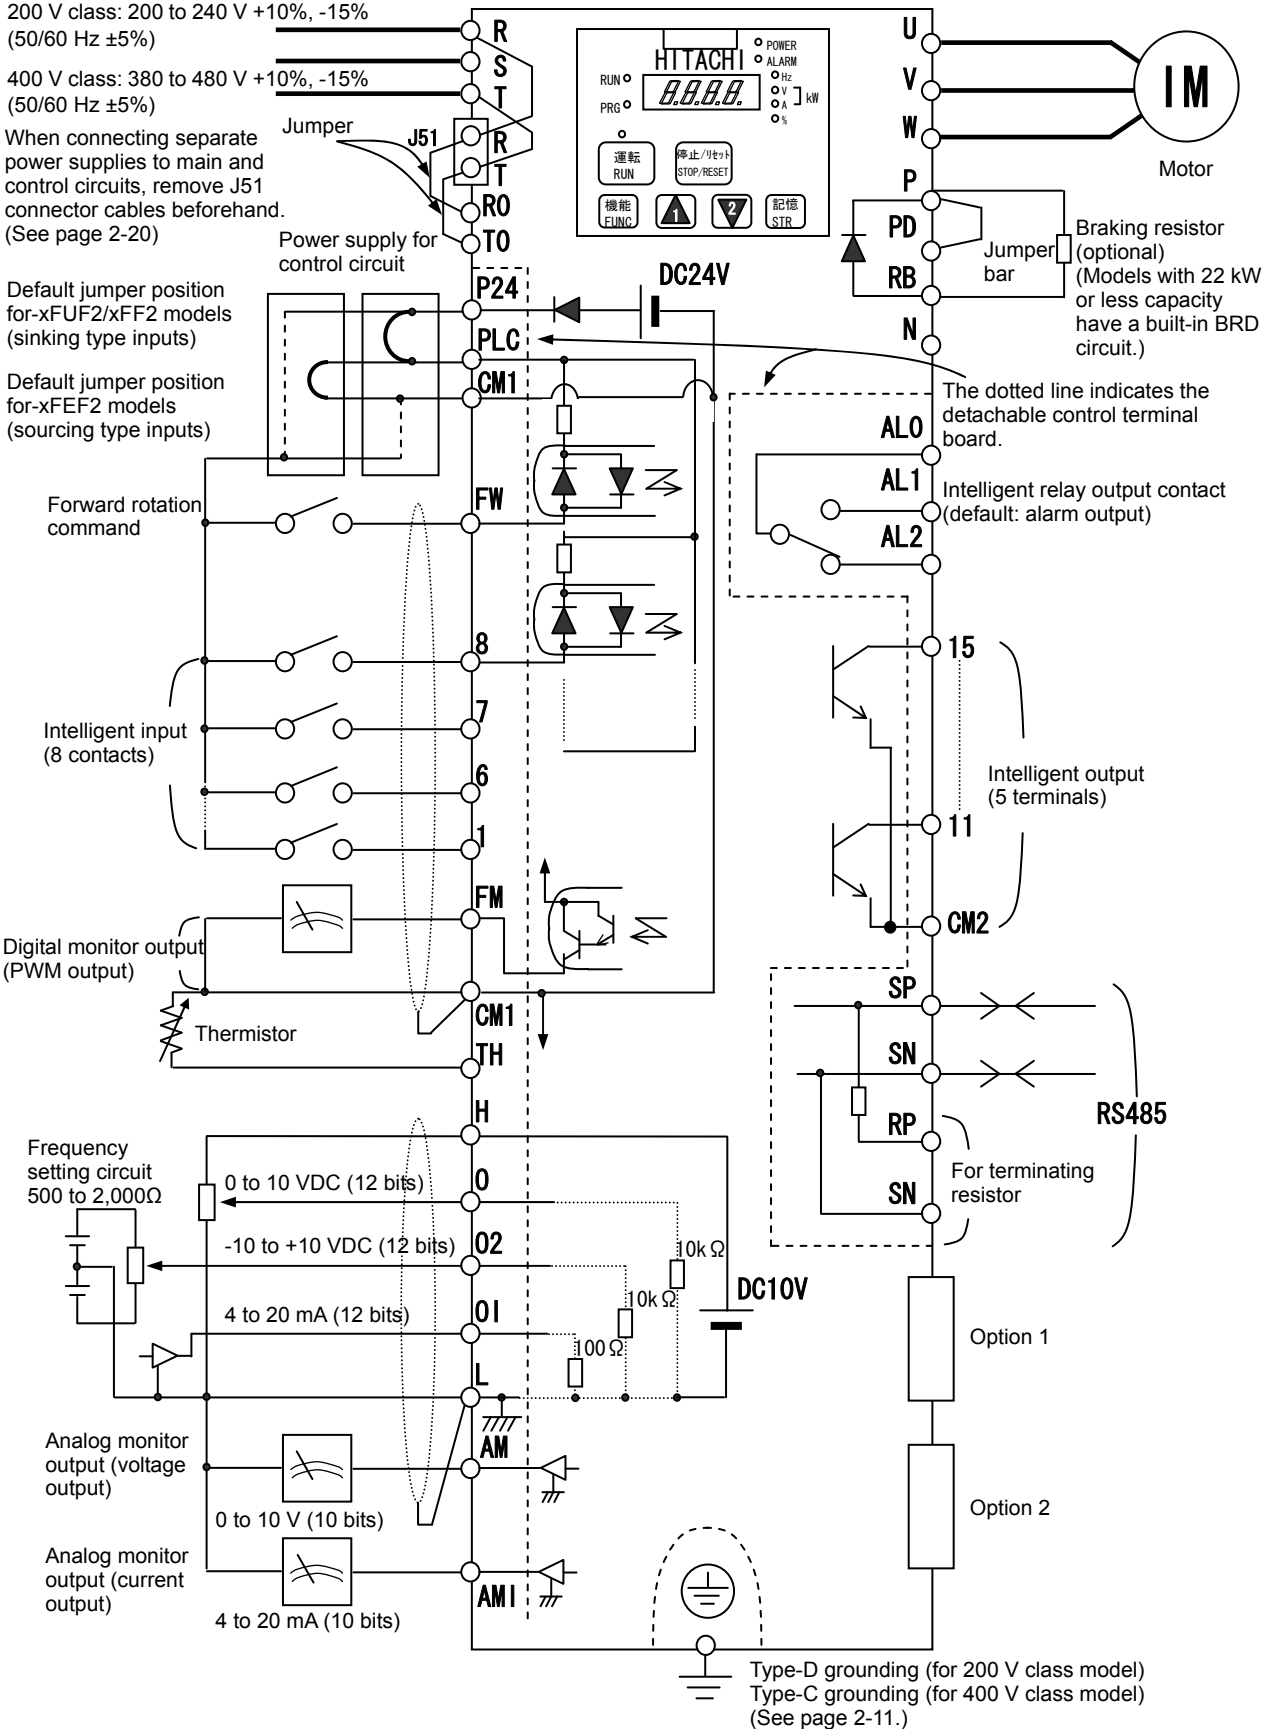 200 V class: 200 to 240 V +10%, -15%
(50/60 Hz ±5%)
400 V class: 380 to 480 V +10%, -15%
(50/60 Hz ±5%)
When connecting separate
power supplies to main and
control circuits, remove J51
connector cables beforehand.
(See page 2-20)
Jumper
J51
R
S
T
R
T
R0
T0
Power supply for
control circuit
HITACHI
POWER
ALARM
RUN
PRG
8.8.8.8.
Hz
V
A
kW
%
運転
RUN
停止/リセット
STOP/RESET
機能
FUNC
1
2
記憶
STR
U
V
W
IM
Motor
P
PD
RB
N
Jumper
bar
Braking resistor
(optional)
(Models with 22 kW
or less capacity
have a built-in BRD
circuit.)
Default jumper position
for-xFUF2/xFF2 models
(sinking type inputs)
Default jumper position
for-xFEF2 models
(sourcing type inputs)
P24
PLC
CM1
DC24V
The dotted line indicates the
detachable control terminal
board.
Forward rotation
command
FW
AL0
AL1
AL2
Intelligent relay output contact
(default: alarm output)
Intelligent input
(8 contacts)
8
7
6
1
15
11
CM2
Intelligent output
(5 terminals)
Digital monitor output
(PWM output)
FM
CM1
Thermistor
TH
SP
SN
RP
SN
RS485
For terminating
resistor
Frequency
setting circuit
500 to 2,000Ω
H
0 to 10 VDC (12 bits)
O
-10 to +10 VDC (12 bits)
O2
4 to 20 mA (12 bits)
OI
L
10kΩ
10kΩ
100Ω
DC10V
Option 1
Analog monitor
output (voltage
output)
AM
0 to 10 V (10 bits)
Option 2
Analog monitor
output (current
output)
AMI
4 to 20 mA (10 bits)
Type-D grounding (for 200 V class model)
Type-C grounding (for 400 V class model)
(See page 2-11.)